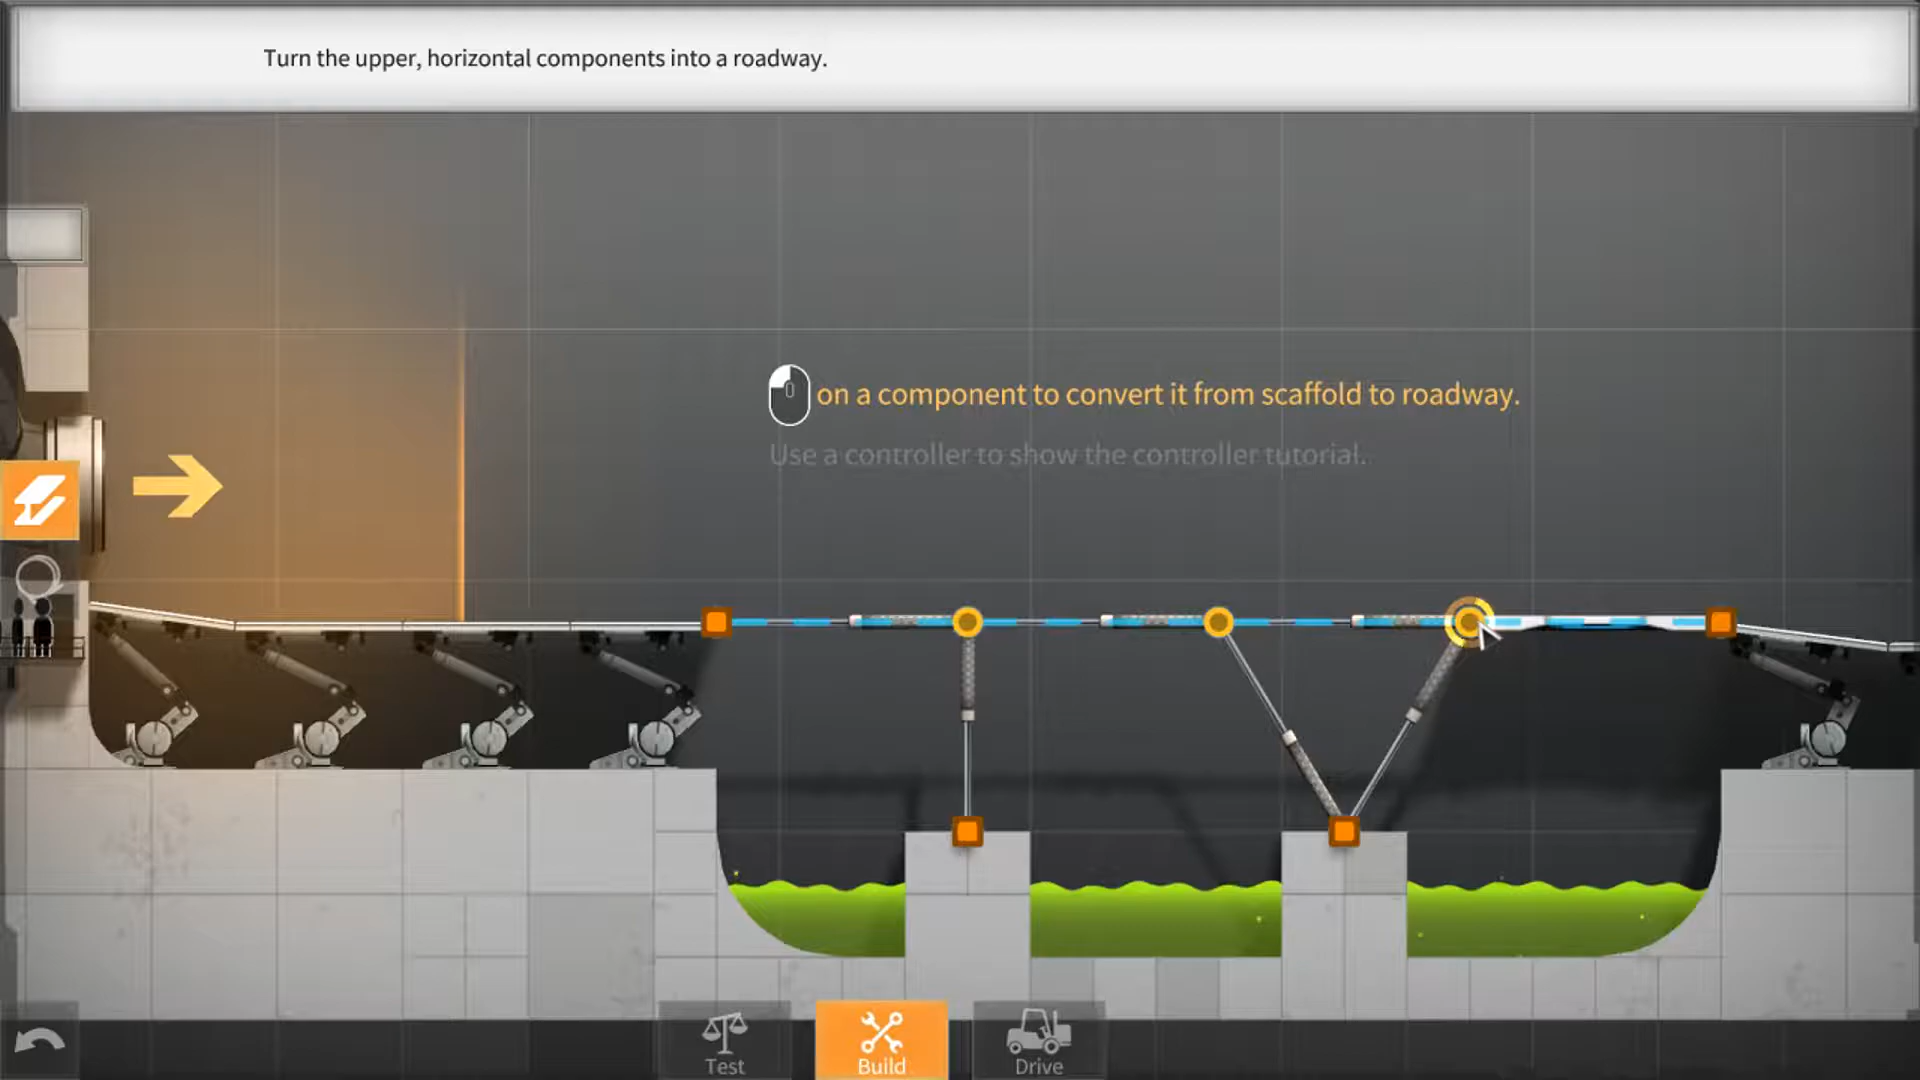 Turn the upper, horizontal components into a roadway.
on a component to convert it from scaffold to roadway.
Use a controller to show the controller tutorial.
Test
Build
Drive